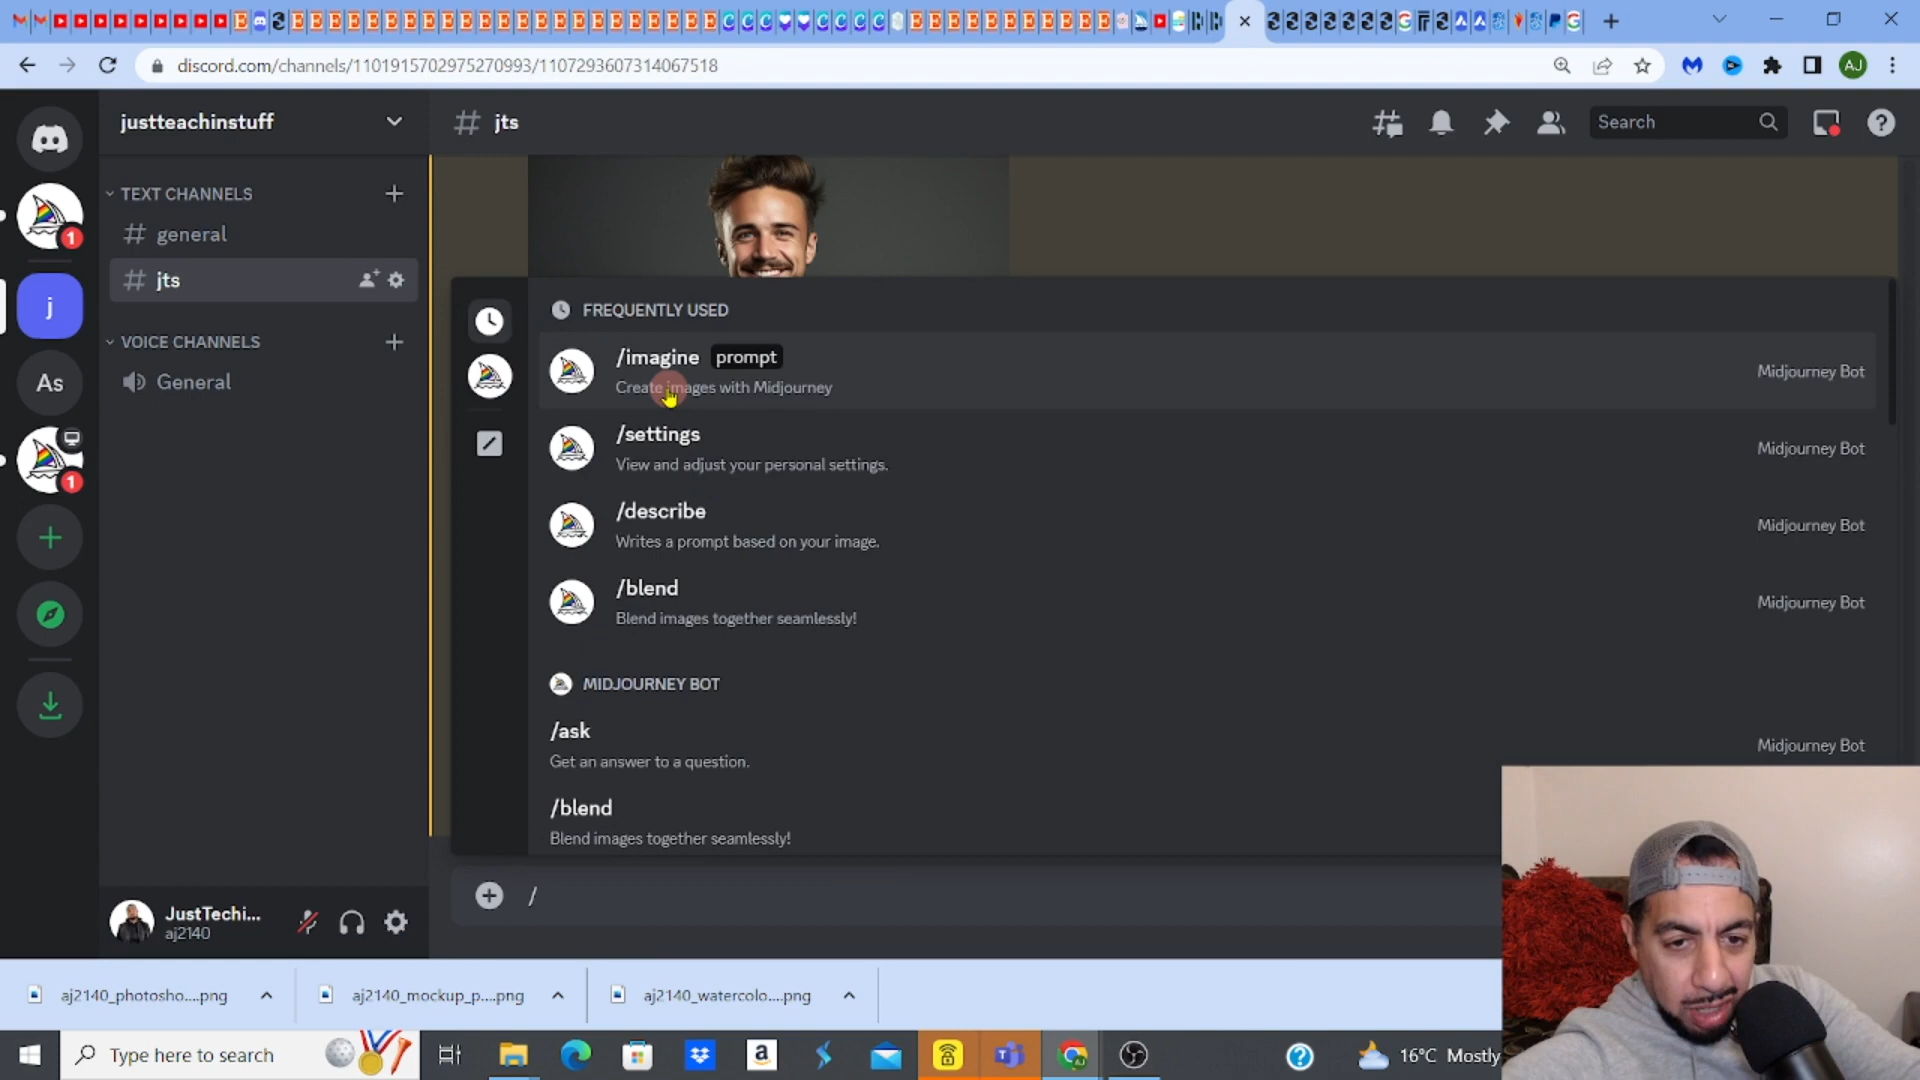 discord.com/channels/1101915702975270993/1107293607314067518
AJ
justteachinstuff
jts
Search
1
TEXT CHANNELS
general
jts
j
VOICE CHANNELS
General
As
1
FREQUENTLY USED
/imagine prompt
Create images with Midjourney
Midjourney Bot
/settings
View and adjust your personal settings.
Midjourney Bot
/describe
Writes a prompt based on your image.
Midjourney Bot
/blend
Blend images together seamlessly!
Midjourney Bot
MIDJOURNEY BOT
/ask
Get an answer to a question.
Midjourney Bot
/blend
Blend images together seamlessly!
/
JustTechi...
aj2140
aj2140_photosho....png
aj2140_mockup_p....png
aj2140_watercolo....png
Type here to search
16°C Mostly